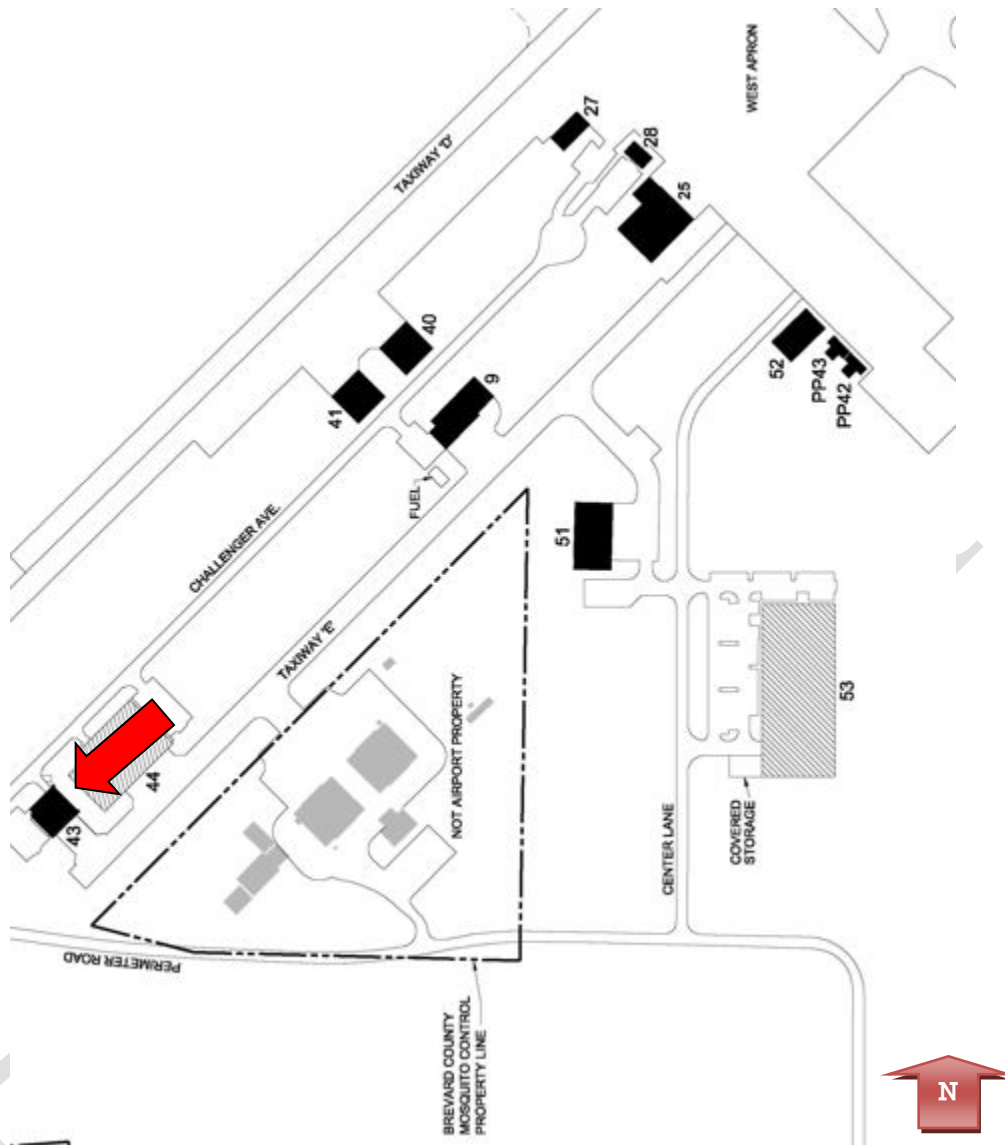 WEST APRON
27
TAXIWAY 'D'
28
25
40
41
9
52
PP43
PP42
FUEL
51
CHALLENGER AVE.
TAXIWAY 'E'
53
NOT AIRPORT PROPERTY
44
43
COVERED
STORAGE
CENTER LANE
PERIMETER ROAD
BREVARD COUNTY
MOSQUITO CONTROL
PROPERTY LINE
N